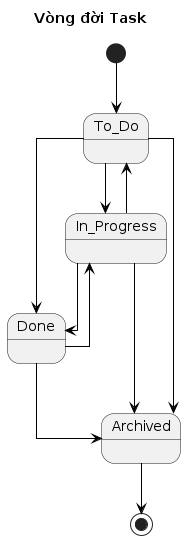 Vòng đời Task
To_Do
In_Progress
Done
Archived